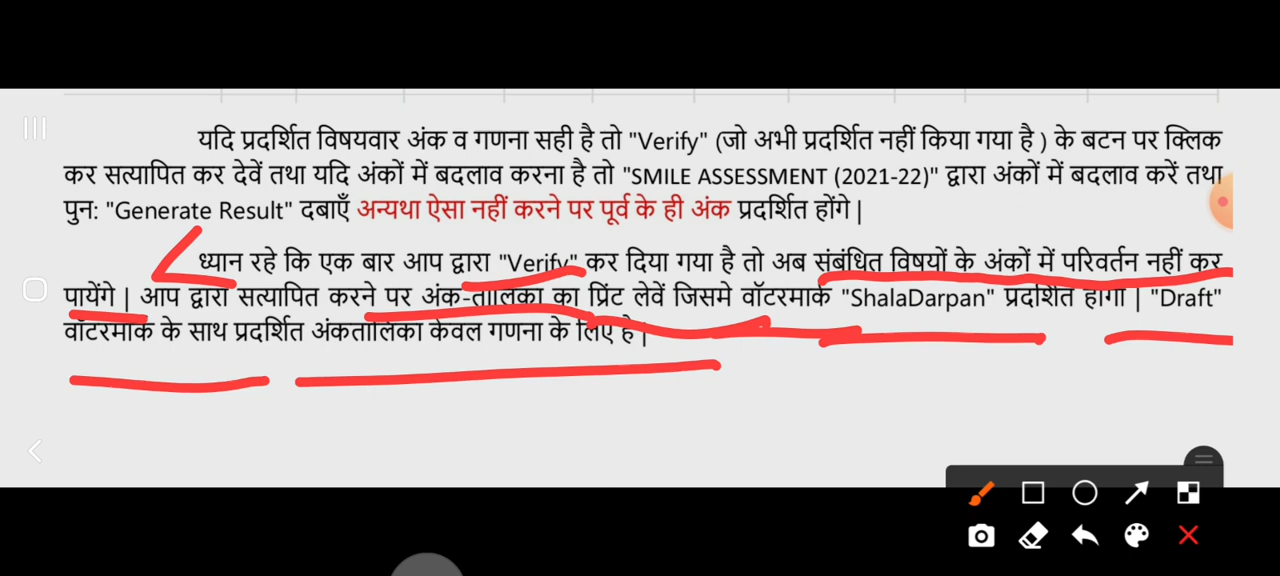 यदि प्रदर्शित विषयवार अंक व गणना सही है तो "Verify" (जो अभी प्रदर्शित नहीं किया गया है ) के बटन पर क्लिक
कर सत्यापित कर देवें तथा यदि अंकों में बदलाव करना है तो "SMILE ASSESSMENT (2021-22)" द्वारा अंकों में बदलाव करें तथा
पुन: "Generate Result" दबाएँ अन्यथा ऐसा नहीं करने पर पूर्व के ही अंक प्रदर्शित होंगे |
ध्यान रहे कि एक बार आप द्वारा "Verify" कर दिया गया है तो अब संबंधित विषयों के अंकों में परिवर्तन नहीं कर
पायेंगे | आप द्वारा सत्यापित करने पर अंक-तालिका का प्रिंट लेवें जिसमे वॉटरमार्क "ShalaDarpan" प्रदर्शित होगा | "Draft"
वॉटरमार्क के साथ प्रदर्शित अंकतालिका केवल गणना के लिए है |